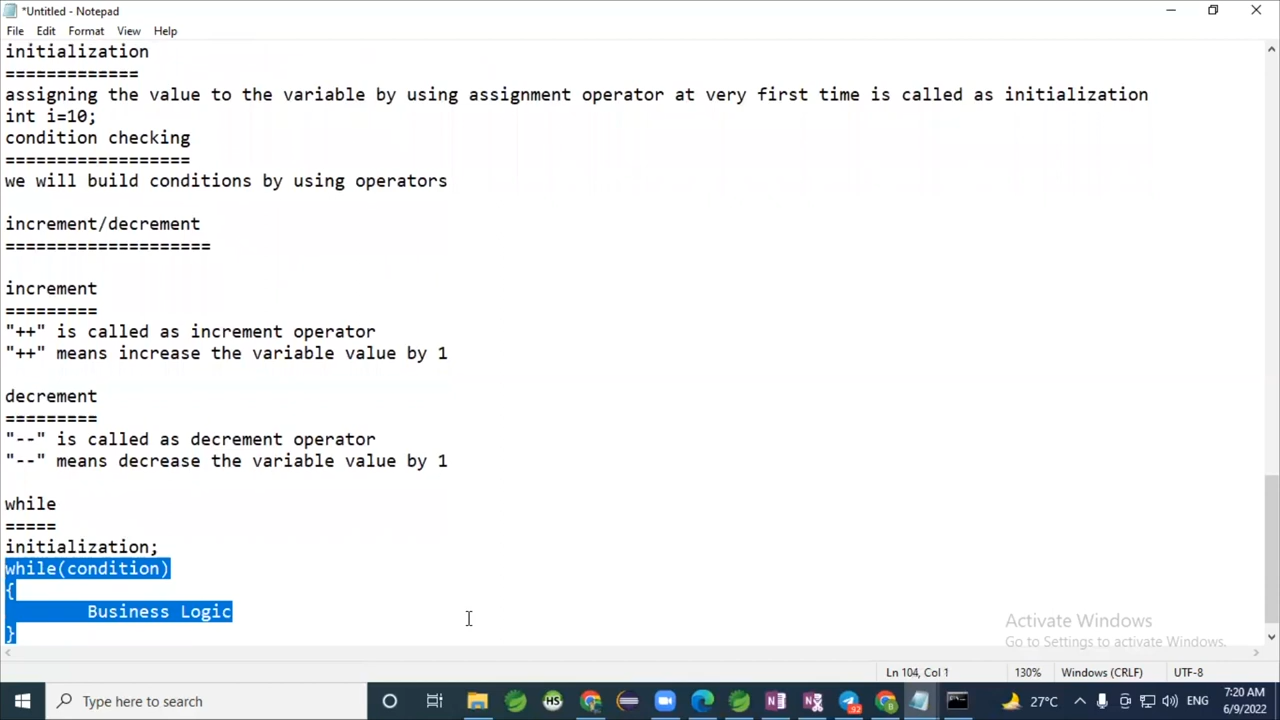 *Untitled - Notepad
File Edit Format View Help
initialization
=============
assigning the value to the variable by using assignment operator at very first time is called as initialization
int i=10;
condition checking
==================
we will build conditions by using operators
increment/decrement
====================
increment
=========
"++" is called as increment operator
"++" means increase the variable value by 1
decrement
=========
"--" is called as decrement operator
"--" means decrease the variable value by 1
while
=====
initialization;
while(condition)
{
Business Logic
}
Activate Windows
Go to Settings to activate Windows.
Ln 104, Col 1 130% Windows (CRLF) UTF-8
Type here to search
HS
27°C
ENG
7:20 AM
6/9/2022